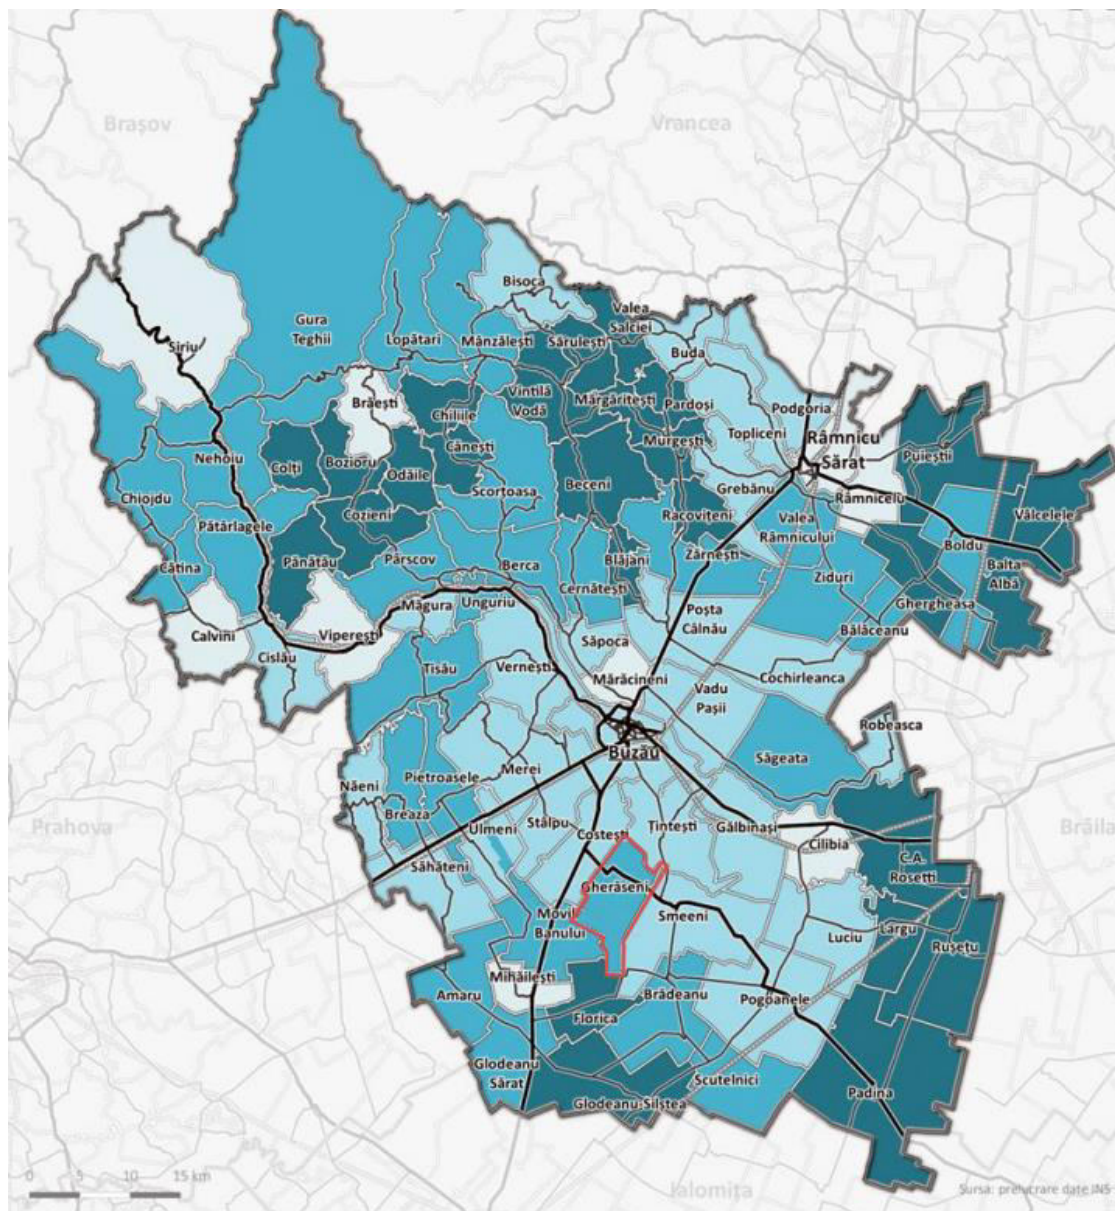 Brașov
Vrancea
Bisoca
Valea
Salciei
Gura
Teghii
Lopătari
Mânzălești
Sărulești
Buda
Siriu
Brăești
Vintilă
Vodă
Mărgăritești
Pardoși
Podgoria
Chiliile
Cănești
Murgești
Topliceni
Râmnicu
Sărat
Nehoiu
Colți
Bozioru
Odăile
Beceni
Puieștii
Chiojdu
Scorțoasa
Grebănu
Râmnicelu
Cozieni
Racovițeni
Vâlcelele
Pătârlagele
Valea
Râmnicului
Boldu
Cătina
Pănătău
Pârscov
Berca
Blăjani
Zărnești
Balta
Albă
Cernătești
Ziduri
Măgura
Unguriu
Ghergheasa
Calvini
Viperești
Poșta
Câlnău
Bălăceanu
Cislău
Săpoca
Tisău
Vernești
Mărăcineni
Cochirleanca
Vadu
Pașii
Robeasca
Buzău
Săgeata
Merei
Pietroasele
Năeni
Breaza
Prahova
Ulmeni
Stâlpu
Costești
Țintești
Gălbinași
Brăila
Cilibia
Săhăteni
C.A.
Rosetti
Gherăseni
Movila
Banului
Smeeni
Luciu
Largu
Rușețu
Mihăilești
Amaru
Brădeanu
Pogoanele
Florica
Glodeanu
Sărat
Scutelnici
Padina
Glodeanu-Siliștea
0 5 10 15 km
Ialomița
Sursa: prelucrare date INS